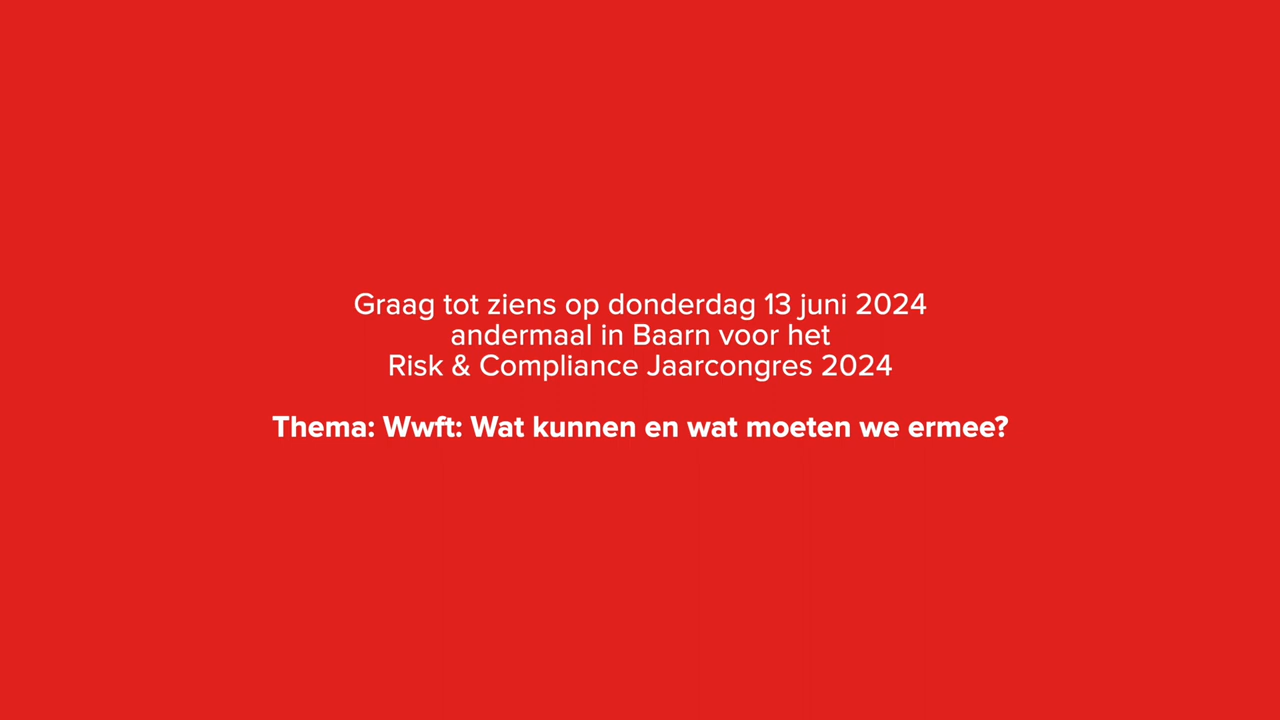 Graag tot ziens op donderdag 13 juni 2024
andermaal in Baarn voor het
Risk & Compliance Jaarcongres 2024
Thema: Wwft: Wat kunnen en wat moeten we ermee?